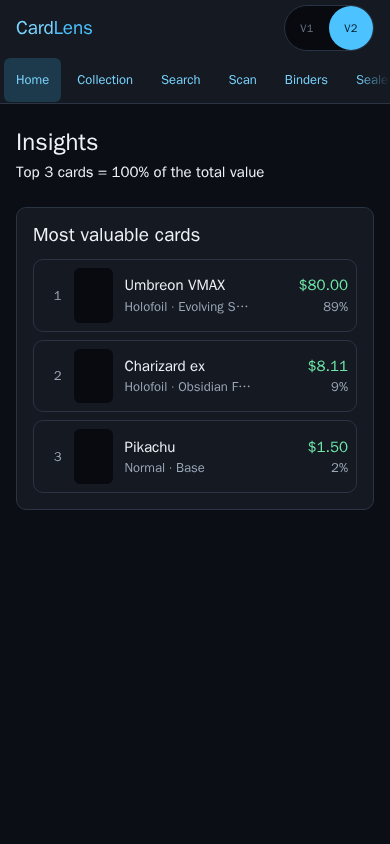 CardLens
V1 V2
Home Collection Search Scan Binders Seale
Insights
Top 3 cards = 100% of the total value
Most valuable cards
1 Umbreon VMAX $80.00
Holofoil · Evolving S··· 89%
2 Charizard ex $8.11
Holofoil · Obsidian F··· 9%
3 Pikachu $1.50
Normal · Base 2%